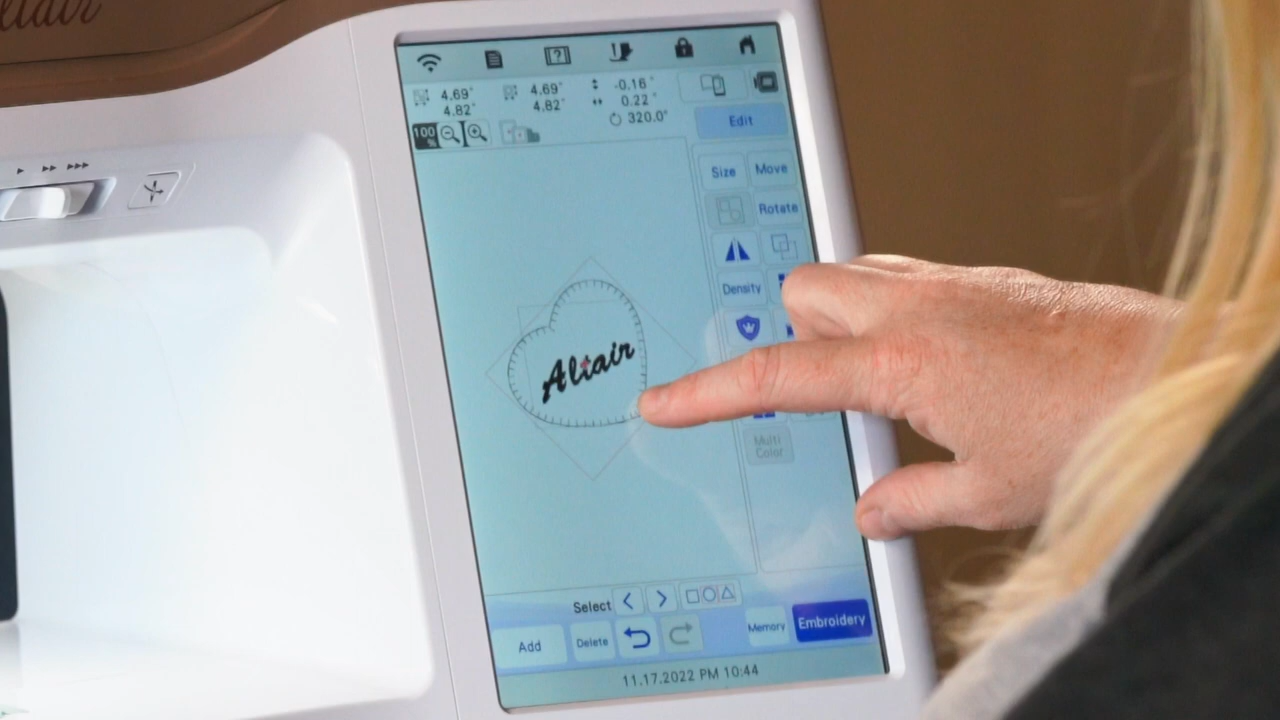 4.69"
4.82"
4.69"
4.82"
-0.16"
0.22"
320.0°
100
%
Edit
Size
Move
Rotate
Density
Altair
Multi
Color
Select
Add
Delete
Memory
Embroidery
11.17.2022 PM 10:44